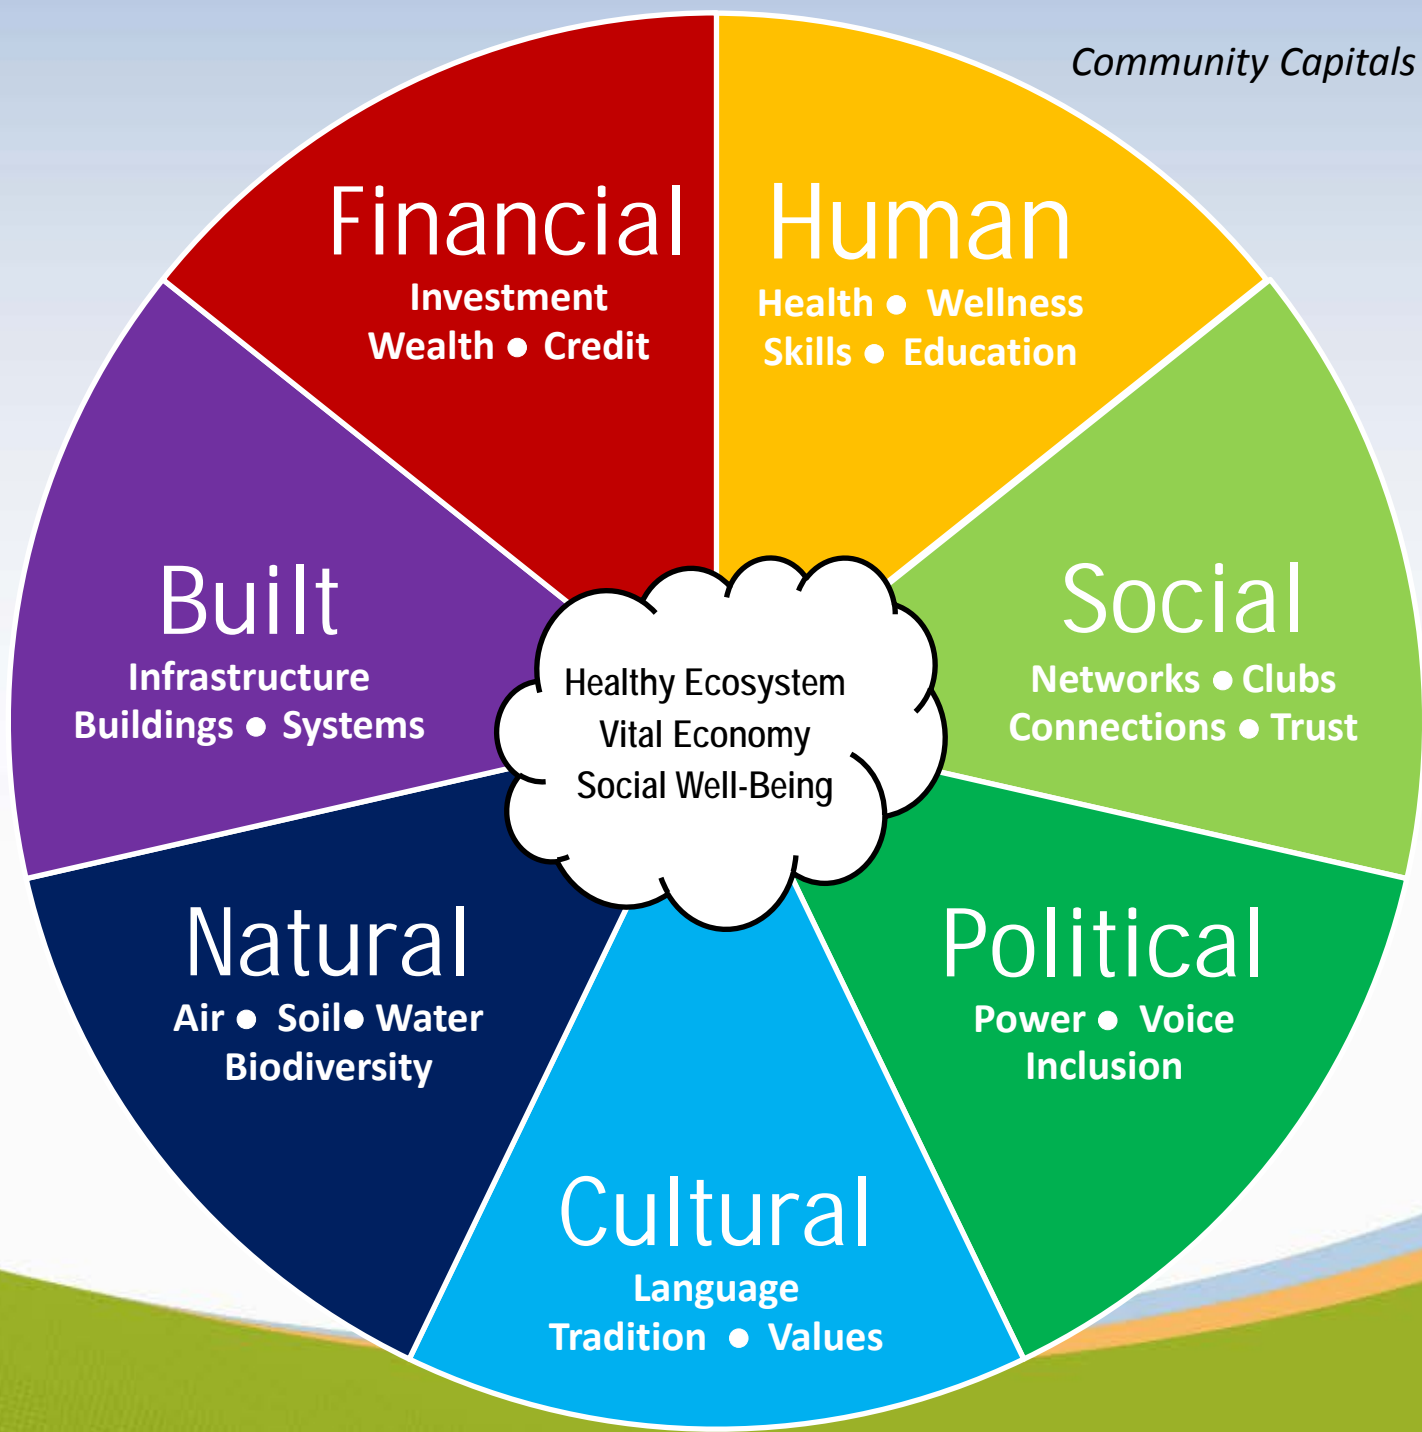 Community Capitals
Financial
Investment
Wealth ● Credit
Human
Health ● Wellness
Skills ● Education
Social
Networks ● Clubs
Connections ● Trust
Political
Power ● Voice
Inclusion
Cultural
Language
Tradition ● Values
Natural
Air ● Soil● Water
Biodiversity
Built
Infrastructure
Buildings ● Systems
Healthy Ecosystem
Vital Economy
Social Well-Being